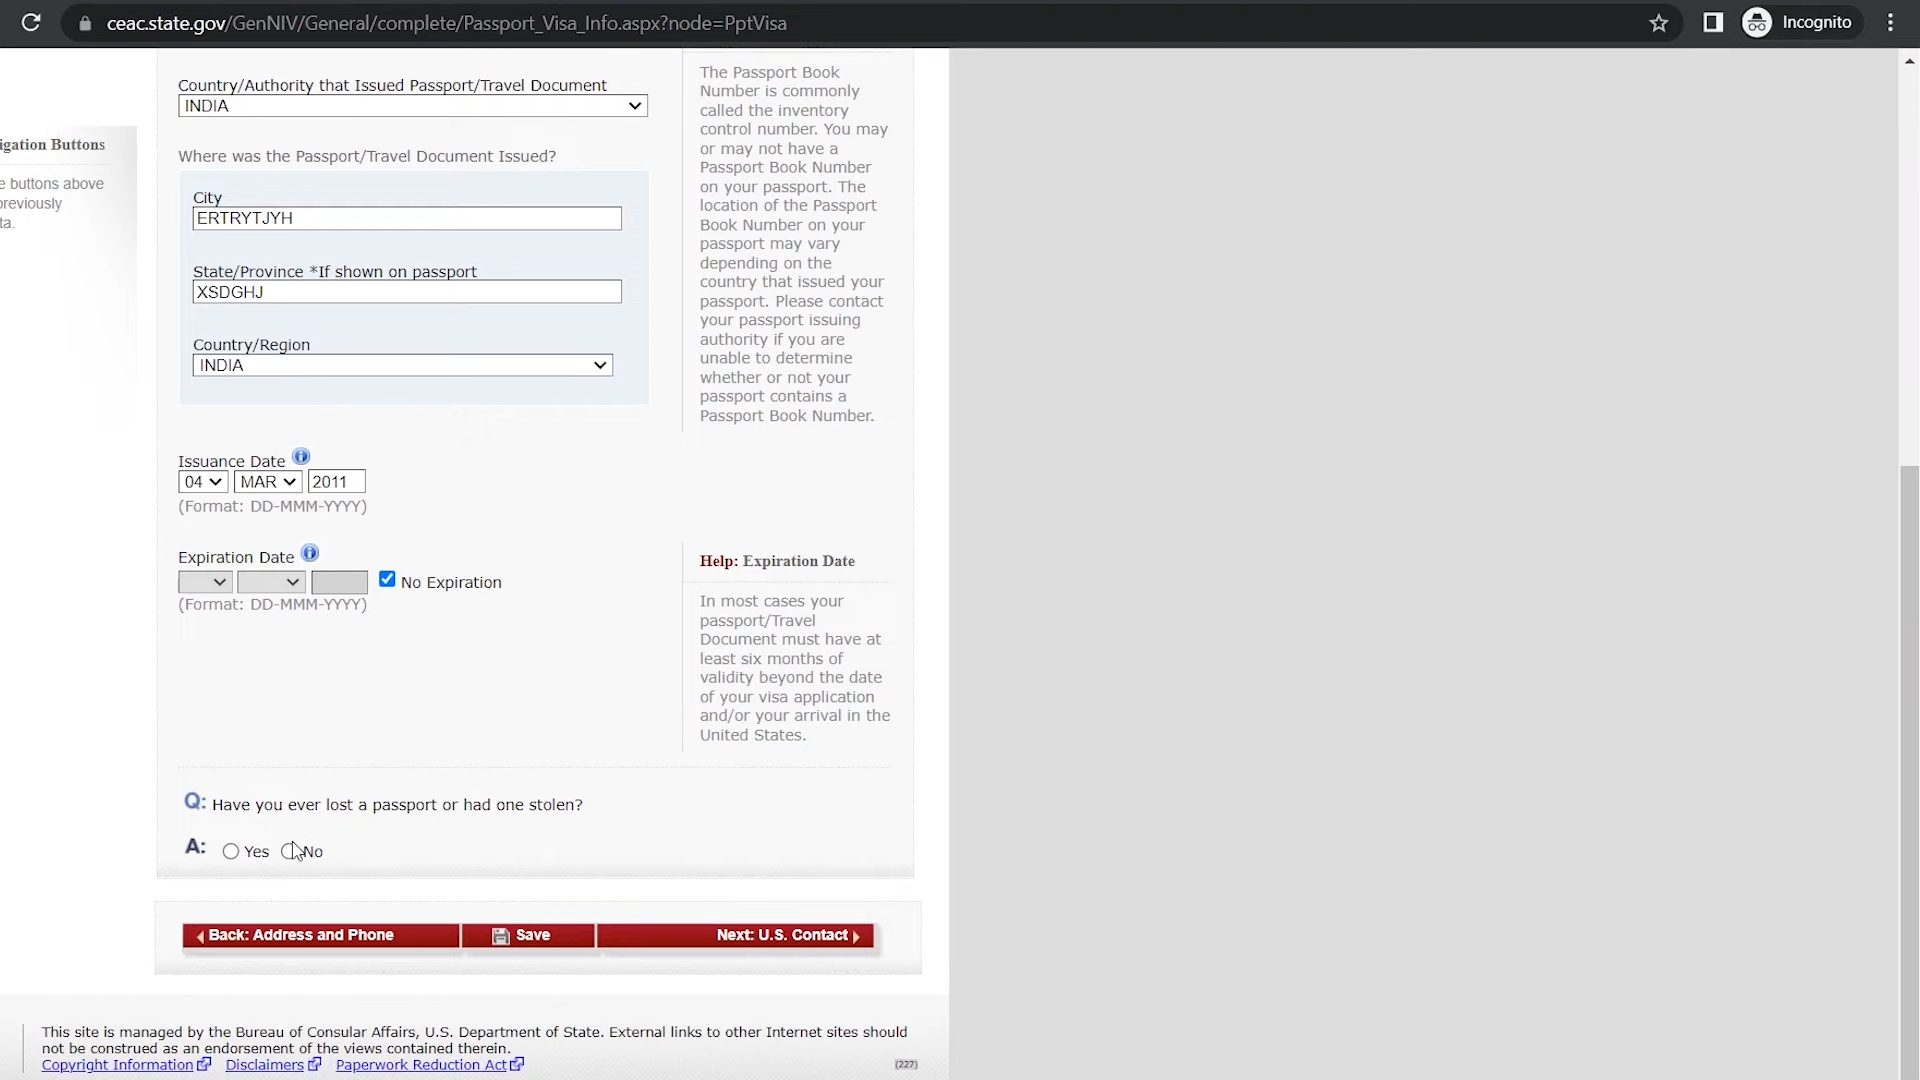 ceac.state.gov/GenNIV/General/complete/Passport_Visa_Info.aspx?node=PptVisa
Incognito
igation Buttons
e buttons above
previously
ta.
Country/Authority that Issued Passport/Travel Document
INDIA
Where was the Passport/Travel Document Issued?
City
ERTRYTJYH
State/Province *If shown on passport
XSDGHJ
Country/Region
INDIA
The Passport Book
Number is commonly
called the inventory
control number. You may
or may not have a
Passport Book Number
on your passport. The
location of the Passport
Book Number on your
passport may vary
depending on the
country that issued your
passport. Please contact
your passport issuing
authority if you are
unable to determine
whether or not your
passport contains a
Passport Book Number.
Issuance Date
04 MAR 2011
(Format: DD-MMM-YYYY)
Expiration Date
No Expiration
(Format: DD-MMM-YYYY)
Help: Expiration Date
In most cases your
passport/Travel
Document must have at
least six months of
validity beyond the date
of your visa application
and/or your arrival in the
United States.
Q: Have you ever lost a passport or had one stolen?
A: Yes No
Back: Address and Phone Save Next: U.S. Contact
This site is managed by the Bureau of Consular Affairs, U.S. Department of State. External links to other Internet sites should
not be construed as an endorsement of the views contained therein.
Copyright Information Disclaimers Paperwork Reduction Act
(227)